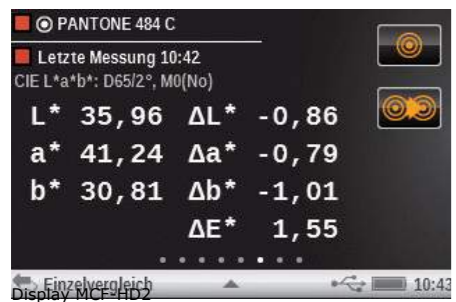 PANTONE 484 C
Letzte Messung 10:42
CIE L*a*b*: D65/2°, M0(No)
L* 35,96 ΔL* -0,86
a* 41,24 Δa* -0,79
b* 30,81 Δb* -1,01
ΔE* 1,55
Einzelvergleich 10:43
Display MCF-HD2